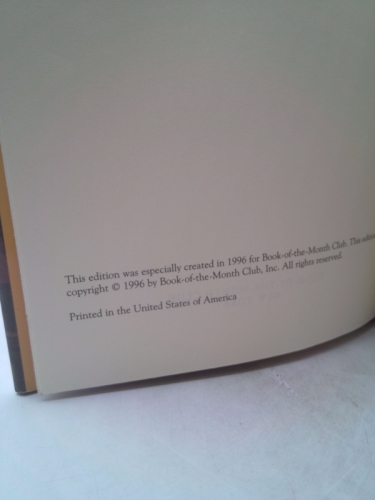 This edition was especially created in 1996 for Book-of-the-Month Club. This edition
copyright © 1996 by Book-of-the-Month Club, Inc. All rights reserved.
Printed in the United States of America